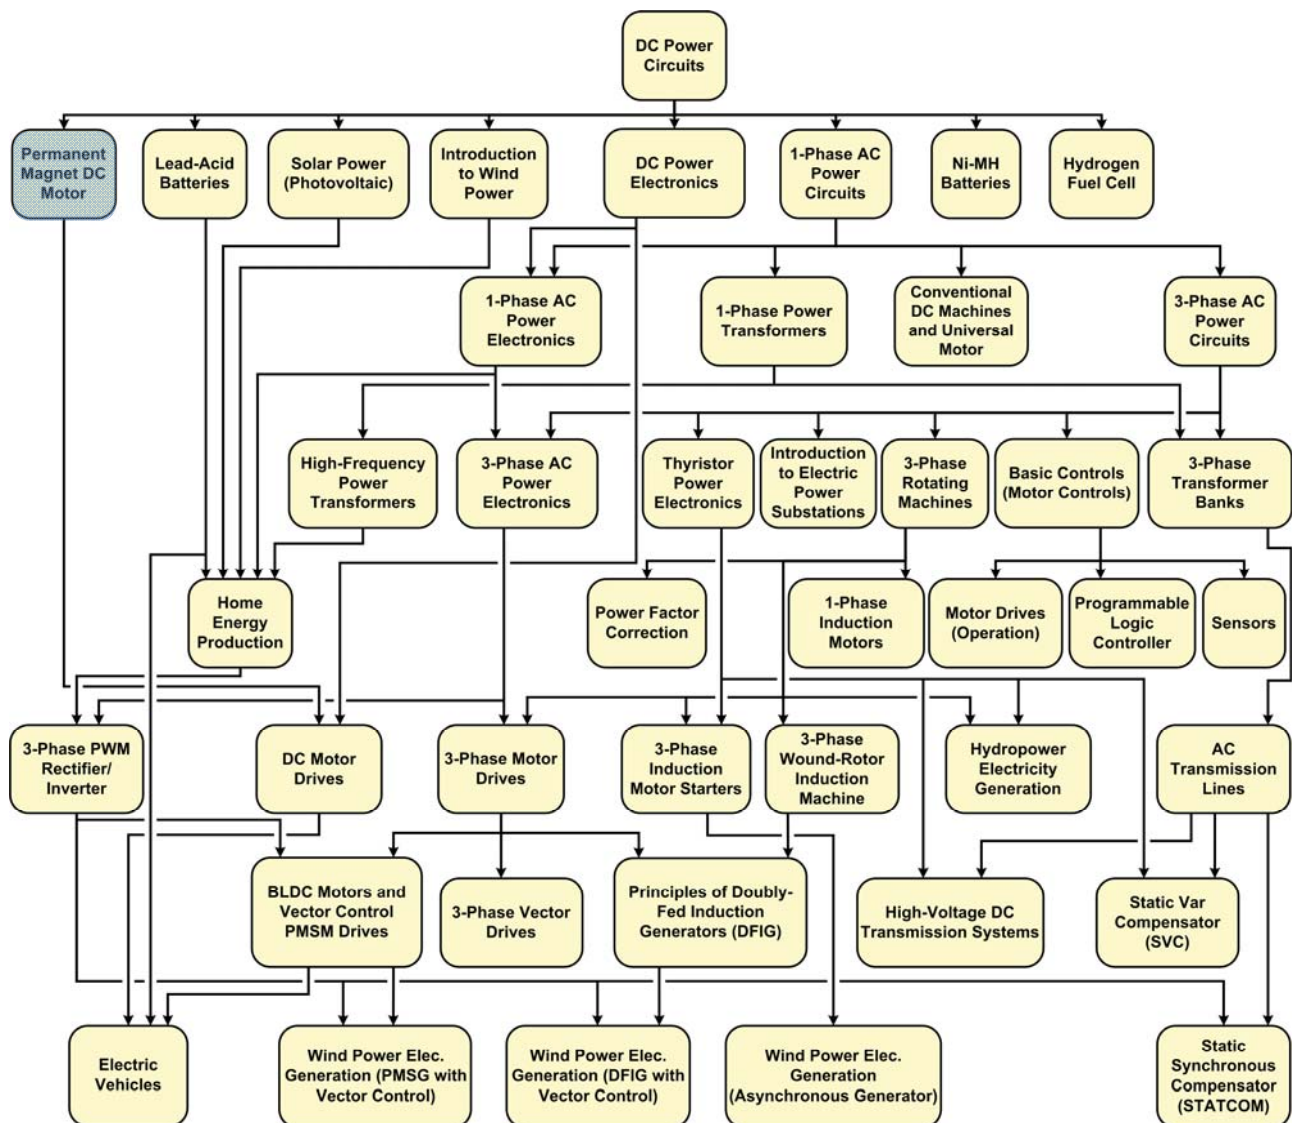 DC Power
Circuits
Permanent
Magnet DC
Motor
Lead-Acid
Batteries
Solar Power
(Photovoltaic)
Introduction
to Wind
Power
DC Power
Electronics
1-Phase AC
Power
Circuits
Ni-MH
Batteries
Hydrogen
Fuel Cell
1-Phase AC
Power
Electronics
1-Phase Power
Transformers
Conventional
DC Machines
and Universal
Motor
3-Phase AC
Power
Circuits
High-Frequency
Power
Transformers
3-Phase AC
Power
Electronics
Thyristor
Power
Electronics
Introduction
to Electric
Power
Substations
3-Phase
Rotating
Machines
Basic Controls
(Motor Controls)
3-Phase
Transformer
Banks
Home
Energy
Production
Power Factor
Correction
1-Phase
Induction
Motors
Motor Drives
(Operation)
Programmable
Logic
Controller
Sensors
3-Phase PWM
Rectifier/
Inverter
DC Motor
Drives
3-Phase Motor
Drives
3-Phase
Induction
Motor Starters
3-Phase
Wound-Rotor
Induction
Machine
Hydropower
Electricity
Generation
AC
Transmission
Lines
BLDC Motors and
Vector Control
PMSM Drives
3-Phase Vector
Drives
Principles of Doubly-
Fed Induction
Generators (DFIG)
High-Voltage DC
Transmission Systems
Static Var
Compensator
(SVC)
Electric
Vehicles
Wind Power Elec.
Generation (PMSG with
Vector Control)
Wind Power Elec.
Generation (DFIG with
Vector Control)
Wind Power Elec.
Generation
(Asynchronous Generator)
Static
Synchronous
Compensator
(STATCOM)